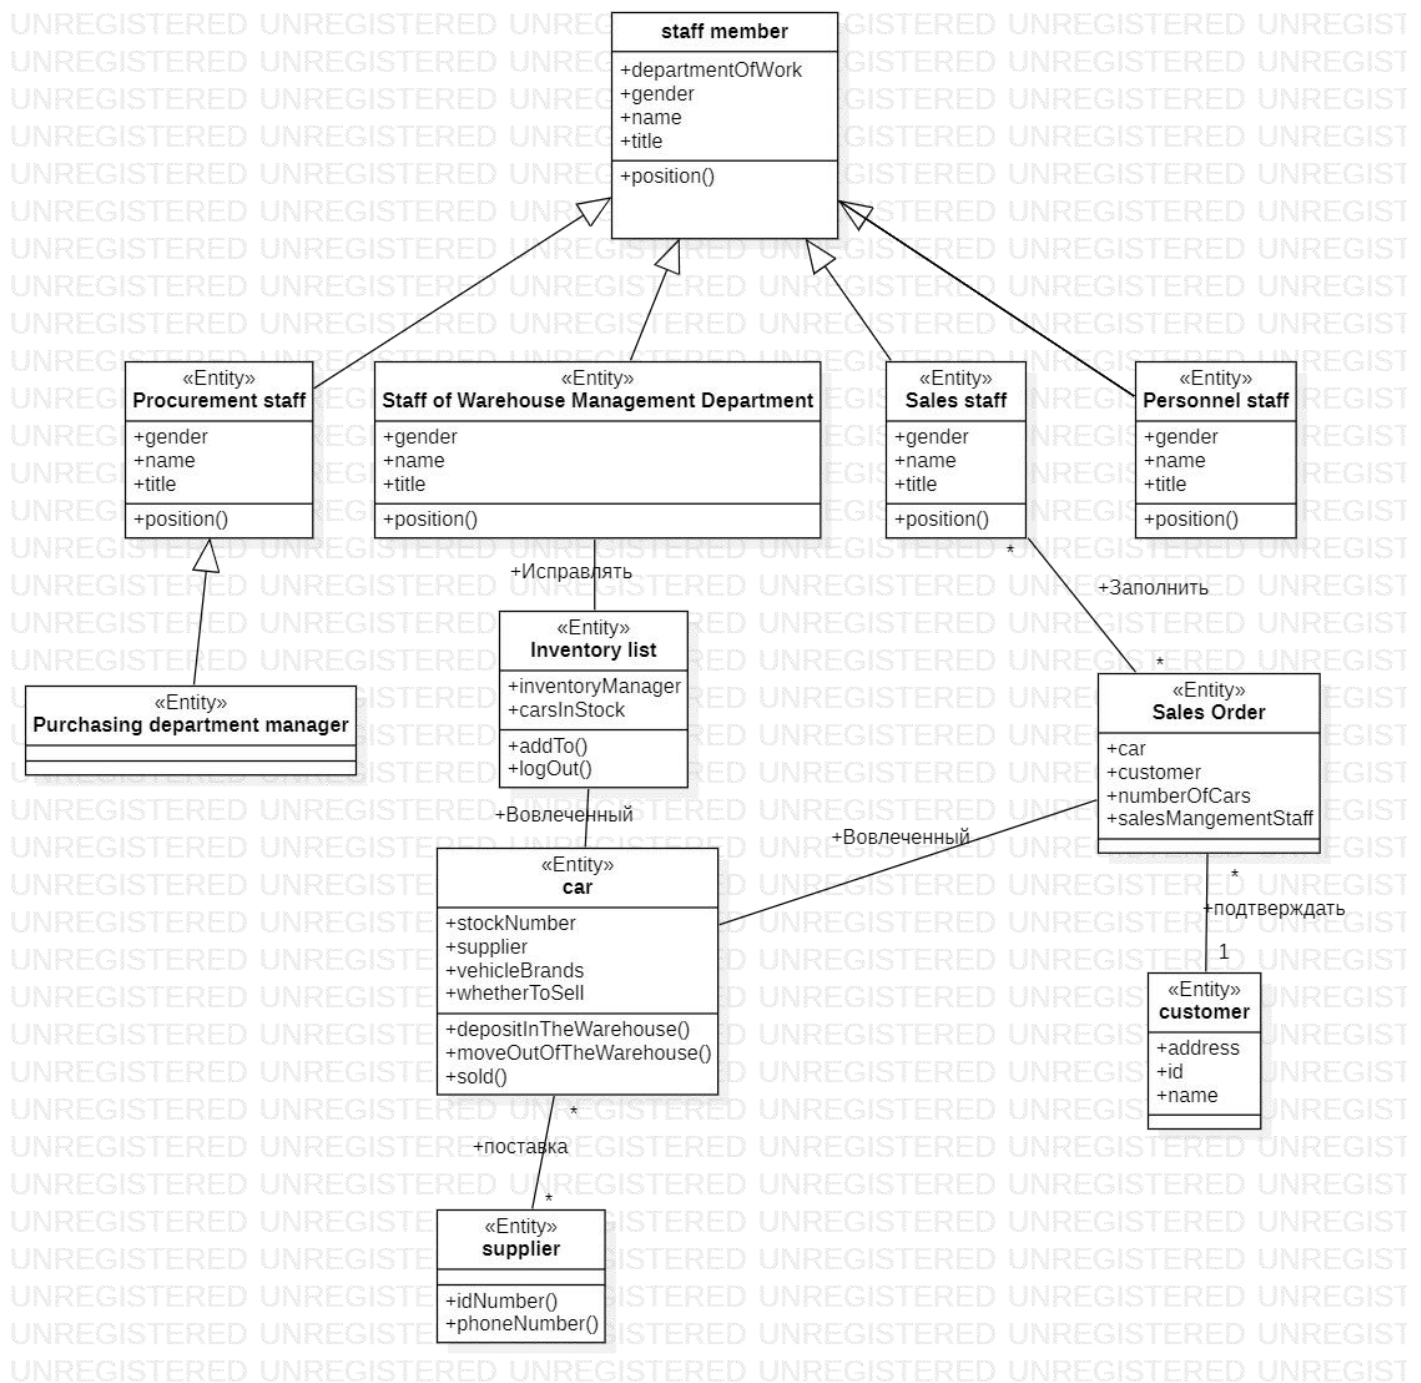 staff member
+departmentOfWork
+gender
+name
+title
+position()
«Entity»
Procurement staff
+gender
+name
+title
+position()
«Entity»
Staff of Warehouse Management Department
+gender
+name
+title
+position()
«Entity»
Sales staff
+gender
+name
+title
+position()
«Entity»
Personnel staff
+gender
+name
+title
+position()
*
+Заполнить
*
+Исправлять
«Entity»
Purchasing department manager
«Entity»
Inventory list
+inventoryManager
+carsInStock
+addTo()
+logOut()
«Entity»
Sales Order
+car
+customer
+numberOfCars
+salesMangementStaff
+Вовлеченный
+Вовлеченный
*
+подтверждать
1
«Entity»
car
+stockNumber
+supplier
+vehicleBrands
+whetherToSell
+depositInTheWarehouse()
+moveOutOfTheWarehouse()
+sold()
«Entity»
customer
+address
+id
+name
*
+поставка
*
«Entity»
supplier
+idNumber()
+phoneNumber()
UNREGISTERED